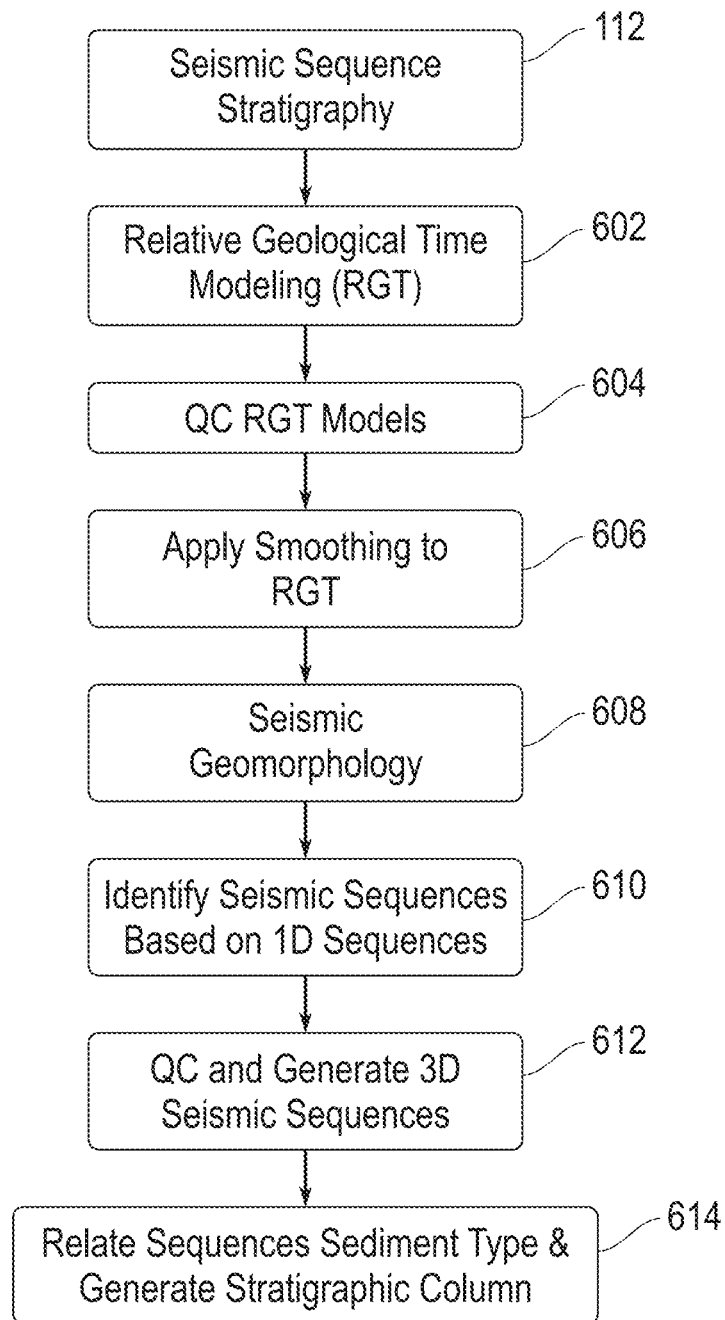 112
Seismic Sequence
Stratigraphy
602
Relative Geological Time
Modeling (RGT)
604
QC RGT Models
606
Apply Smoothing to
RGT
608
Seismic
Geomorphology
610
Identify Seismic Sequences
Based on 1D Sequences
612
QC and Generate 3D
Seismic Sequences
614
Relate Sequences Sediment Type &
Generate Stratigraphic Column